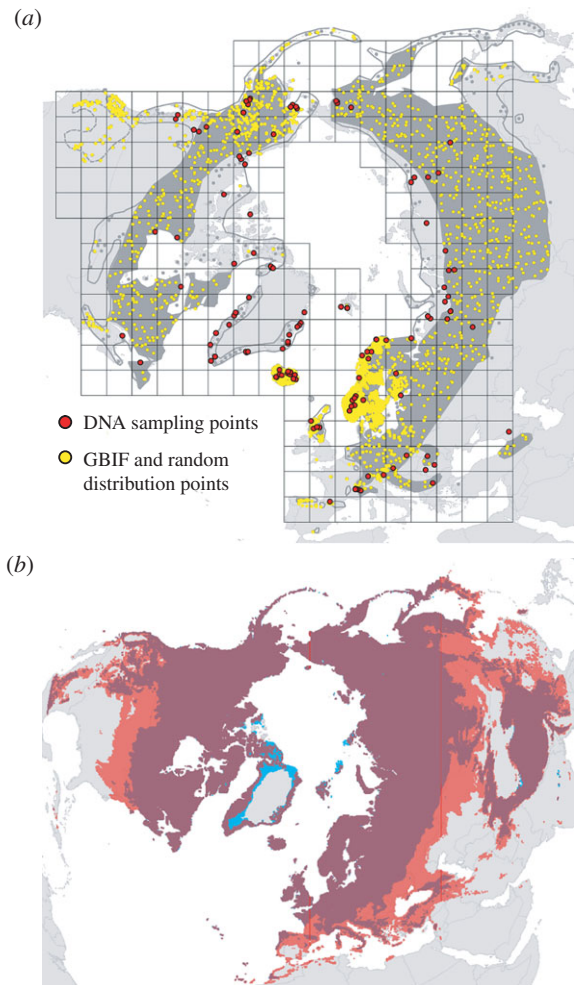 (a)
DNA sampling points
GBIF and random
distribution points
(b)